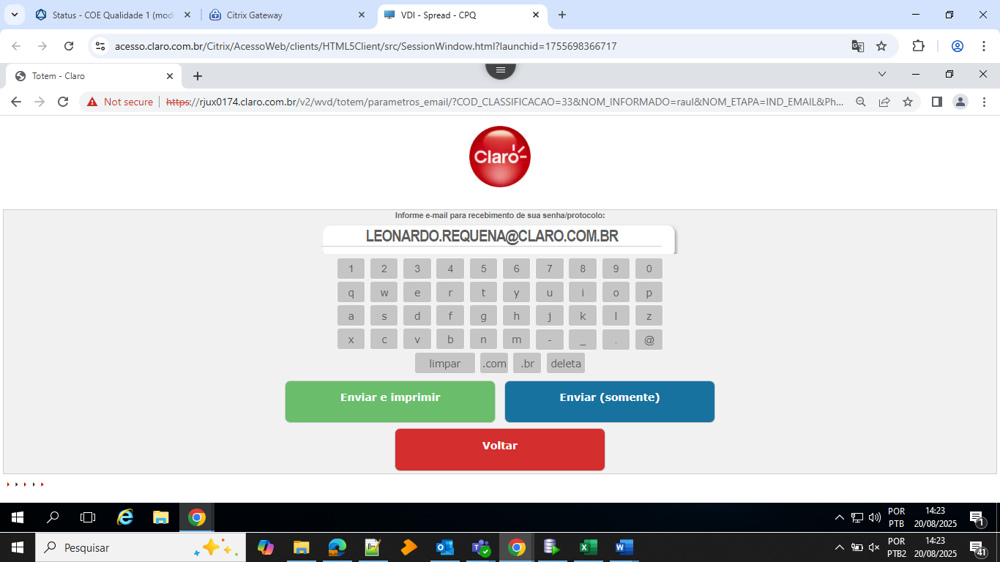 Status - COE Qualidade 1 (mod
Citrix Gateway
VDI - Spread - CPQ
acesso.claro.com.br/Citrix/AcessoWeb/clients/HTML5Client/src/SessionWindow.html?launchid=1755698366717
Totem - Claro
Not secure
https://rjux0174.claro.com.br/v2/wvd/totem/parametros_email/?COD_CLASSIFICACAO=33&NOM_INFORMADO=raul&NOM_ETAPA=IND_EMAIL&Ph...
Claro
Informe e-mail para recebimento de sua senha/protocolo:
LEONARDO.REQUENA@CLARO.COM.BR
1 2 3 4 5 6 7 8 9 0
q w e r t y u i o p
a s d f g h j k l z
x c v b n m - _ . @
limpar .com .br deleta
Enviar e imprimir
Enviar (somente)
Voltar
POR
PTB
14:23
20/08/2025
1
Pesquisar
POR
PTB2
14:23
20/08/2025
41